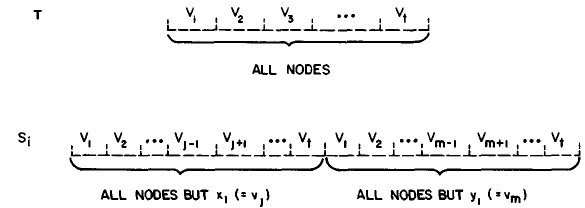 T V₁ V₂ V₃ ••• Vₜ
ALL NODES
Sᵢ V₁ V₂ ••• Vⱼ₋₁ Vⱼ₊₁ ••• Vₜ V₁ V₂ ••• Vₘ₋₁ Vₘ₊₁ ••• Vₜ
ALL NODES BUT x₁ (= vⱼ) ALL NODES BUT y₁ (= vₘ)